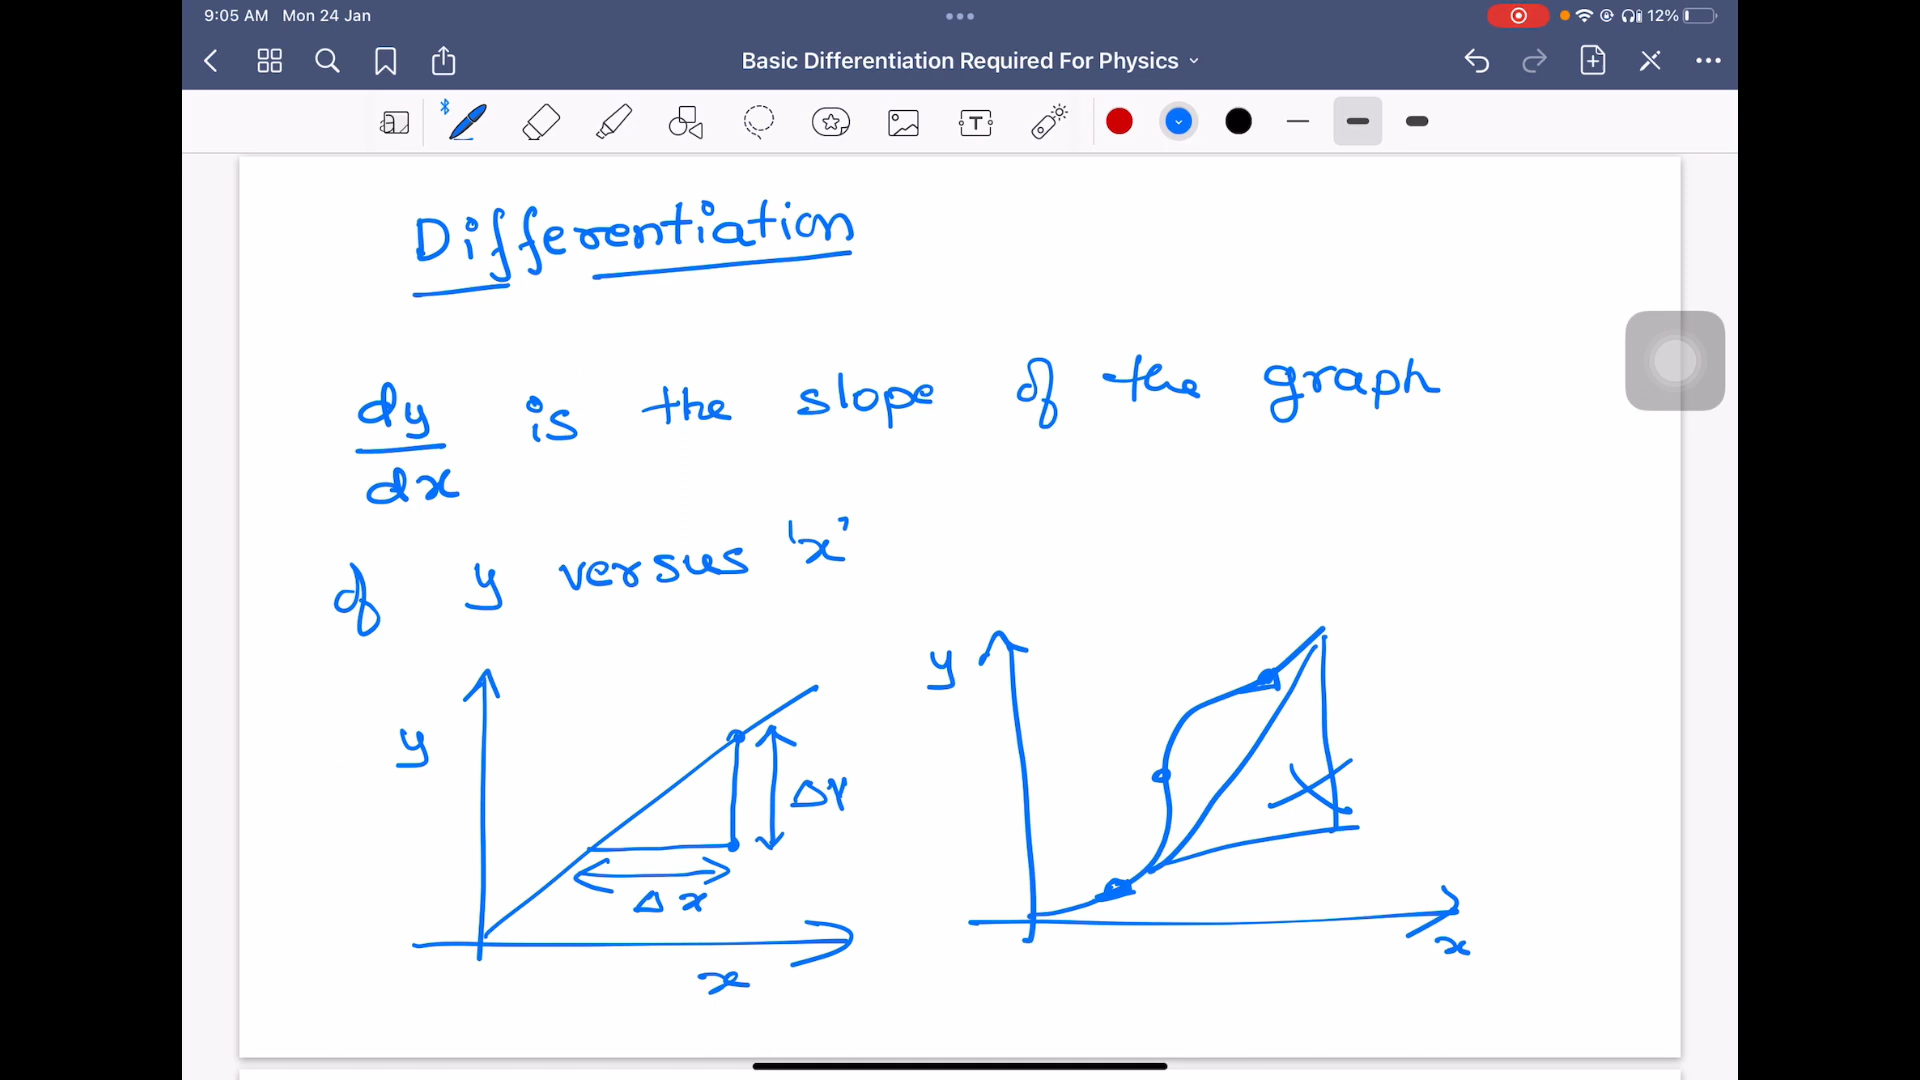 9:05 AM Mon 24 Jan
12%
Basic Differentiation Required For Physics
T
Differentiation
dy/dx is the slope of the graph
of y versus 'x'
y
y
Δy
Δx
x
x